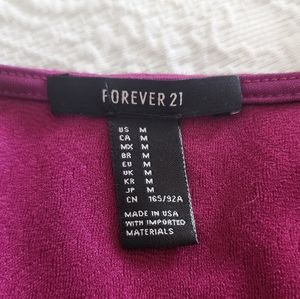 FOREVER 21
US M
CA M
MX M
BR M
EU M
UK M
KR M
JP M
CN 165/92A
MADE IN USA
WITH IMPORTED
MATERIALS